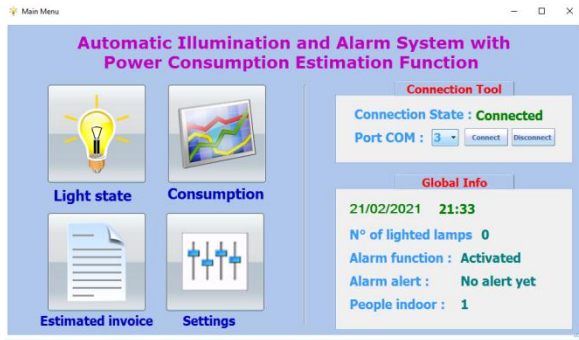 Main Menu
Automatic Illumination and Alarm System with
Power Consumption Estimation Function
Light state
Consumption
Estimated invoice
Settings
Connection Tool
Connection State : Connected
Port COM : 3 Connect Disconnect
Global Info
21/02/2021 21:33
N° of lighted lamps 0
Alarm function : Activated
Alarm alert : No alert yet
People indoor : 1